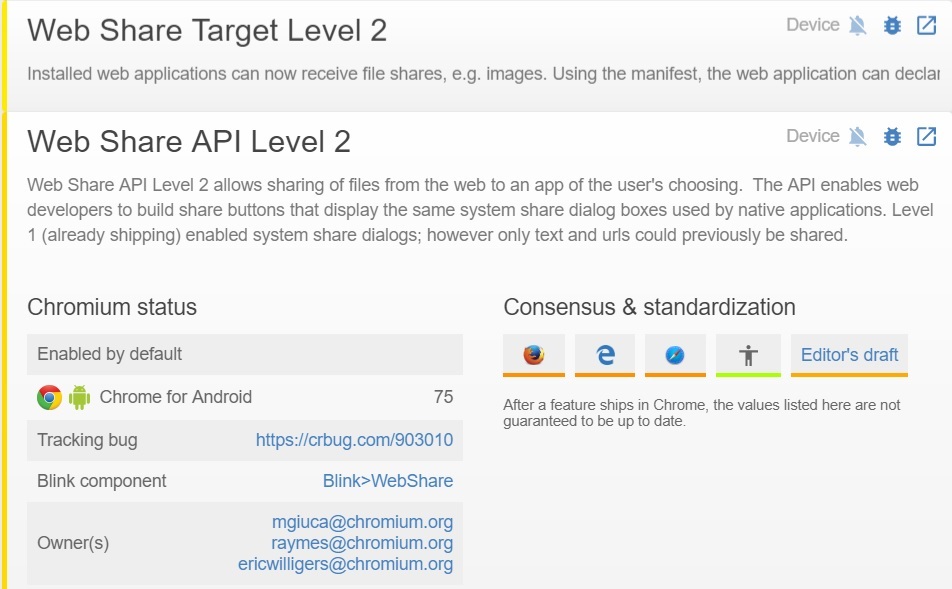 Web Share Target Level 2
Device
Installed web applications can now receive file shares, e.g. images. Using the manifest, the web application can declar
Web Share API Level 2
Device
Web Share API Level 2 allows sharing of files from the web to an app of the user's choosing.  The API enables web
developers to build share buttons that display the same system share dialog boxes used by native applications. Level
1 (already shipping) enabled system share dialogs; however only text and urls could previously be shared.
Chromium status
Enabled by default
Chrome for Android 75
Tracking bug https://crbug.com/903010
Blink component Blink>WebShare
Owner(s)
mgiuca@chromium.org
raymes@chromium.org
ericwilligers@chromium.org
Consensus & standardization
Editor's draft
After a feature ships in Chrome, the values listed here are not
guaranteed to be up to date.